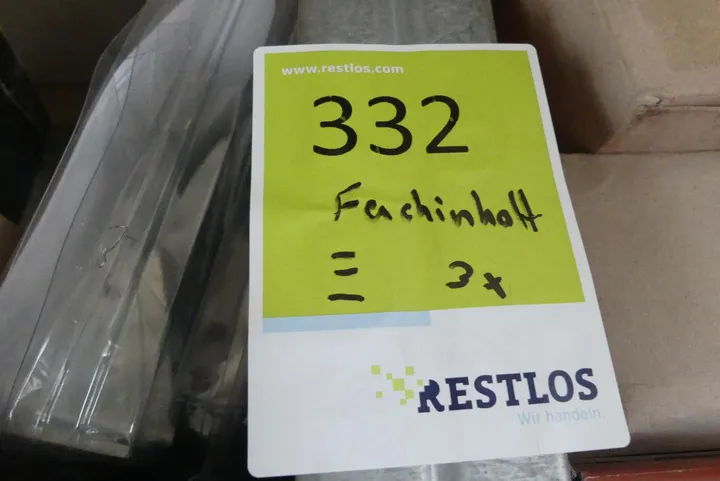 www.restlos.com
332
Fachinhalt
3x
RESTLOS
Wir handeln.